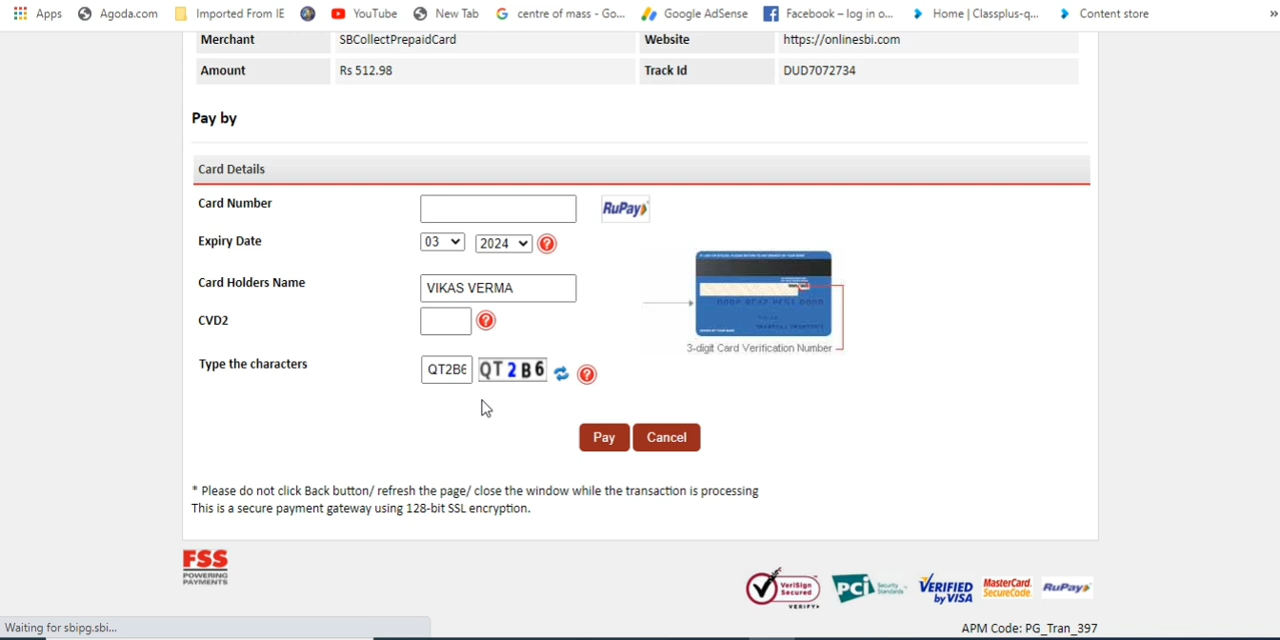 Apps Agoda.com Imported From IE YouTube New Tab centre of mass - Go... Google AdSense Facebook – log in o... Home | Classplus-q... Content store »
Merchant SBCollectPrepaidCard Website https://onlinesbi.com
Amount Rs 512.98 Track Id DUD7072734
Pay by
Card Details
Card Number RuPay
Expiry Date 03 2024 ?
Card Holders Name VIKAS VERMA
CVD2 ?
3-digit Card Verification Number
Type the characters QT2B6 QT2B6 ?
Pay Cancel
* Please do not click Back button/ refresh the page/ close the window while the transaction is processing
This is a secure payment gateway using 128-bit SSL encryption.
FSS
POWERING
PAYMENTS
VeriSign
Secured
VERIFY
PCI Security Standards
VERIFIED
by VISA
MasterCard.
SecureCode.
RuPay
Waiting for sbipg.sbi...
APM Code: PG_Tran_397